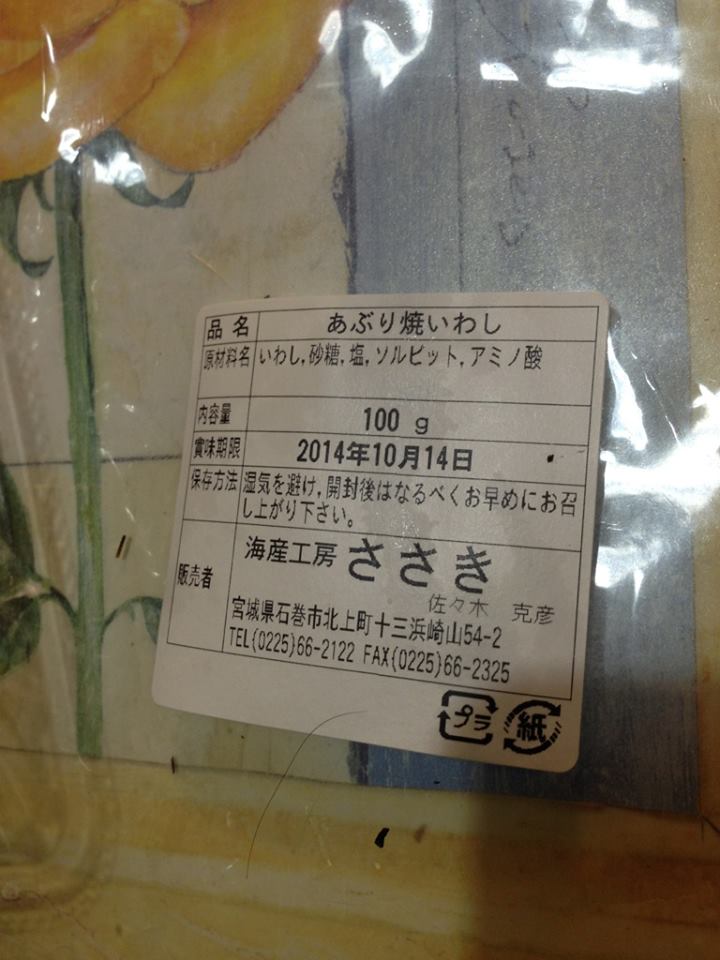 品名 あぶり焼いわし
原材料名 いわし,砂糖,塩,ソルビット,アミノ酸
内容量 100 g
賞味期限 2014年10月14日
保存方法 湿気を避け,開封後はなるべくお早めにお召
し上がり下さい。
販売者 海産工房 ささき
佐々木 克彦
宮城県石巻市北上町十三浜崎山54-2
TEL(0225)66-2122 FAX(0225)66-2325
プラ 紙